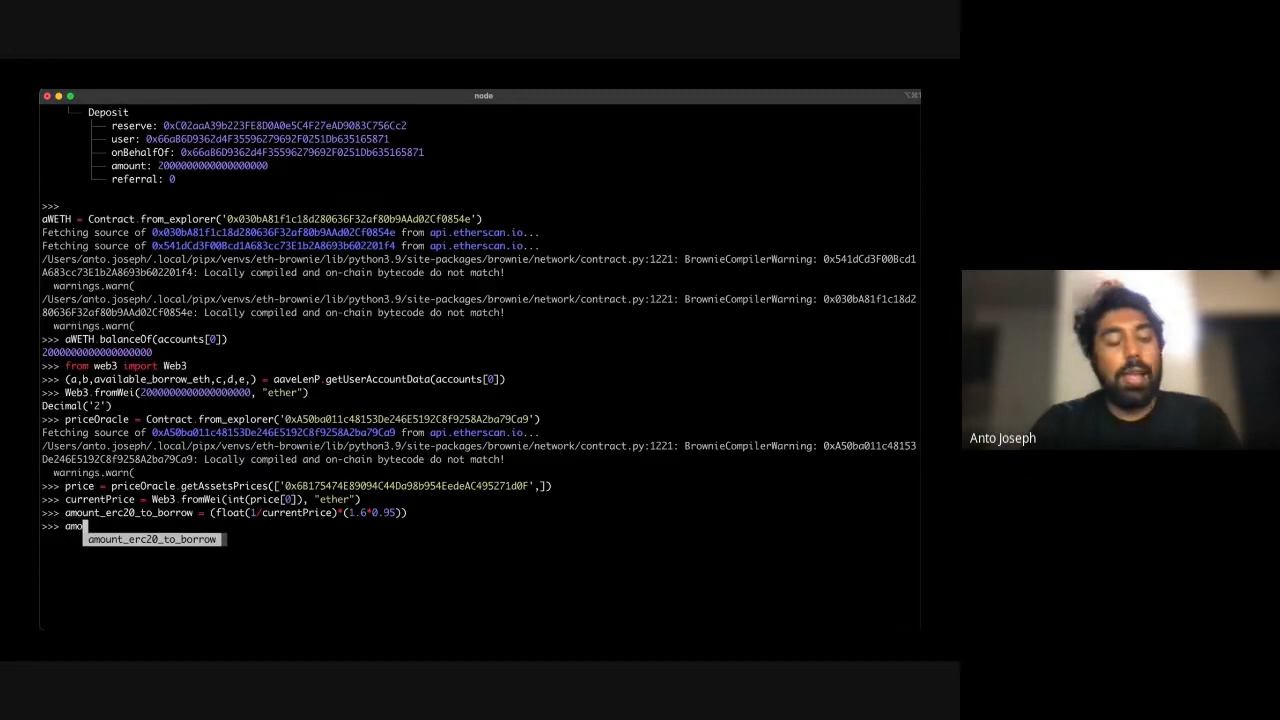 node
Deposit
reserve: 0xC02aaA39b223FE8D0A0e5C4F27eAD9083C756Cc2
user: 0x66aB6D9362d4F35596279692F0251Db635165871
onBehalfOf: 0x66aB6D9362d4F35596279692F0251Db635165871
amount: 2000000000000000000
referral: 0
>>>
aWETH = Contract.from_explorer('0x030bA81f1c18d280636F32af80b9AAd02Cf0854e')
Fetching source of 0x030bA81f1c18d280636F32af80b9AAd02Cf0854e from api.etherscan.io...
Fetching source of 0x541dCd3F00Bcd1A683cc73E1b2A8693b602201f4 from api.etherscan.io...
/Users/anto.joseph/.local/pipx/venvs/eth-brownie/lib/python3.9/site-packages/brownie/network/contract.py:1221: BrownieCompilerWarning: 0x541dCd3F00Bcd1
A683cc73E1b2A8693b602201f4: Locally compiled and on-chain bytecode do not match!
warnings.warn(
/Users/anto.joseph/.local/pipx/venvs/eth-brownie/lib/python3.9/site-packages/brownie/network/contract.py:1221: BrownieCompilerWarning: 0x030bA81f1c18d2
80636F32af80b9AAd02Cf0854e: Locally compiled and on-chain bytecode do not match!
warnings.warn(
>>> aWETH.balanceOf(accounts[0])
2000000000000000000
>>> from web3 import Web3
>>> (a,b,available_borrow_eth,c,d,e,) = aaveLenP.getUserAccountData(accounts[0])
>>> Web3.fromWei(2000000000000000000, "ether")
Decimal('2')
>>> priceOracle = Contract.from_explorer('0xA50ba011c48153De246E5192C8f9258A2ba79Ca9')
Fetching source of 0xA50ba011c48153De246E5192C8f9258A2ba79Ca9 from api.etherscan.io...
/Users/anto.joseph/.local/pipx/venvs/eth-brownie/lib/python3.9/site-packages/brownie/network/contract.py:1221: BrownieCompilerWarning: 0xA50ba011c48153
De246E5192C8f9258A2ba79Ca9: Locally compiled and on-chain bytecode do not match!
warnings.warn(
>>> price = priceOracle.getAssetsPrices(['0x6B175474E89094C44Da98b954EedeAC495271d0F',])
>>> currentPrice = Web3.fromWei(int(price[0]), "ether")
>>> amount_erc20_to_borrow = (float(1/currentPrice)*(1.6*0.95))
>>> amo
amount_erc20_to_borrow
Anto Joseph